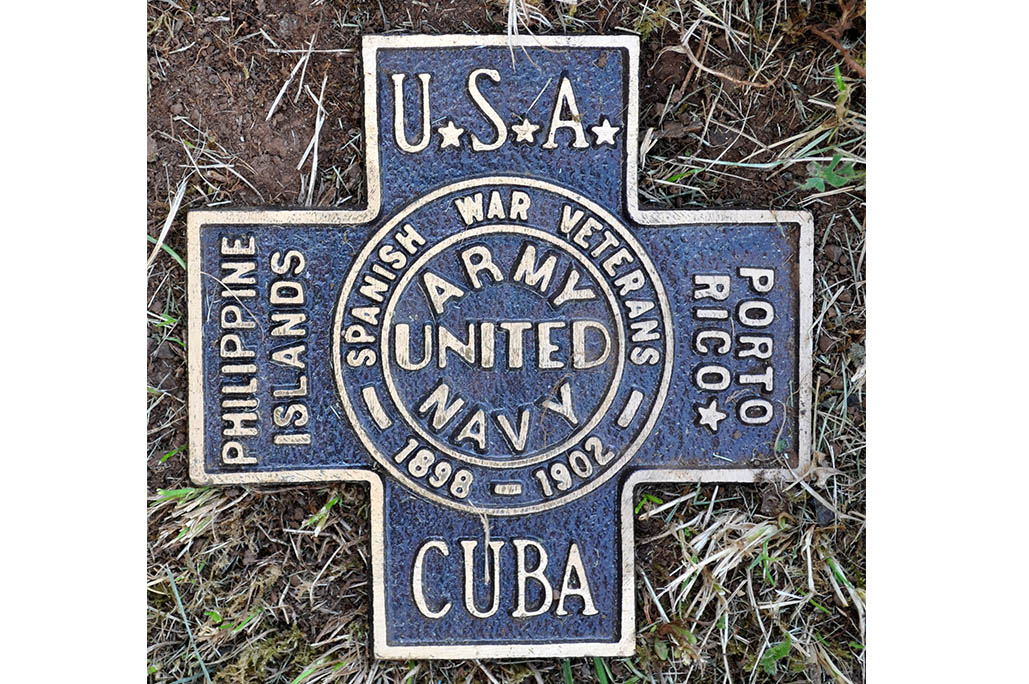 U.S.A.
PHILIPPINE
ISLANDS
SPANISH WAR VETERANS
ARMY
UNITED
NAVY
1898 – 1902
PORTO
RICO
CUBA